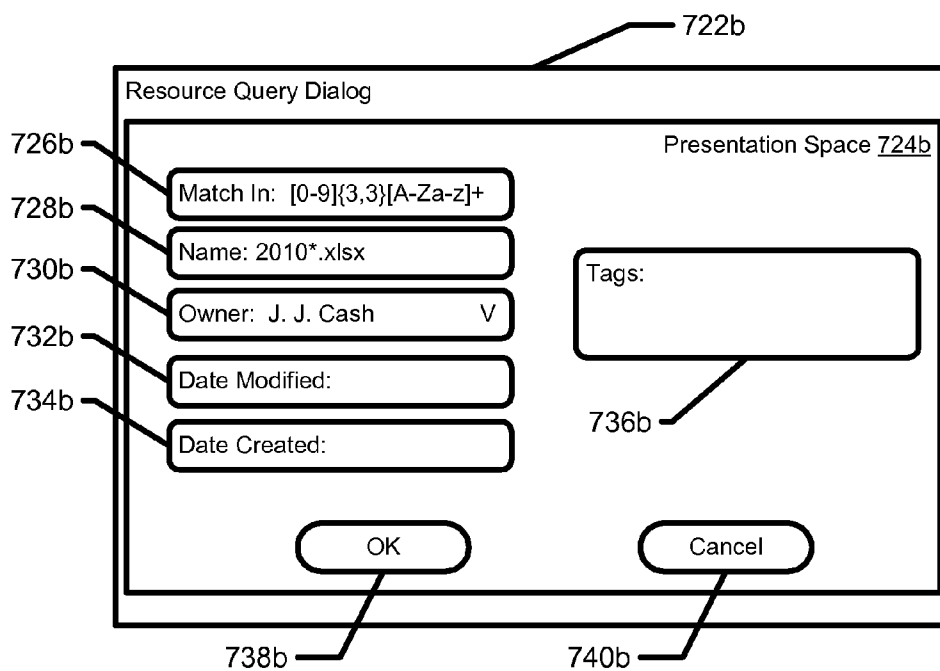 722b
Resource Query Dialog
Presentation Space 724b
726b
Match In: [0-9]{3,3}[A-Za-z]+
728b
Name: 2010*.xlsx
730b
Owner: J. J. Cash V
Tags:
732b
Date Modified:
734b
Date Created:
736b
OK
Cancel
738b
740b